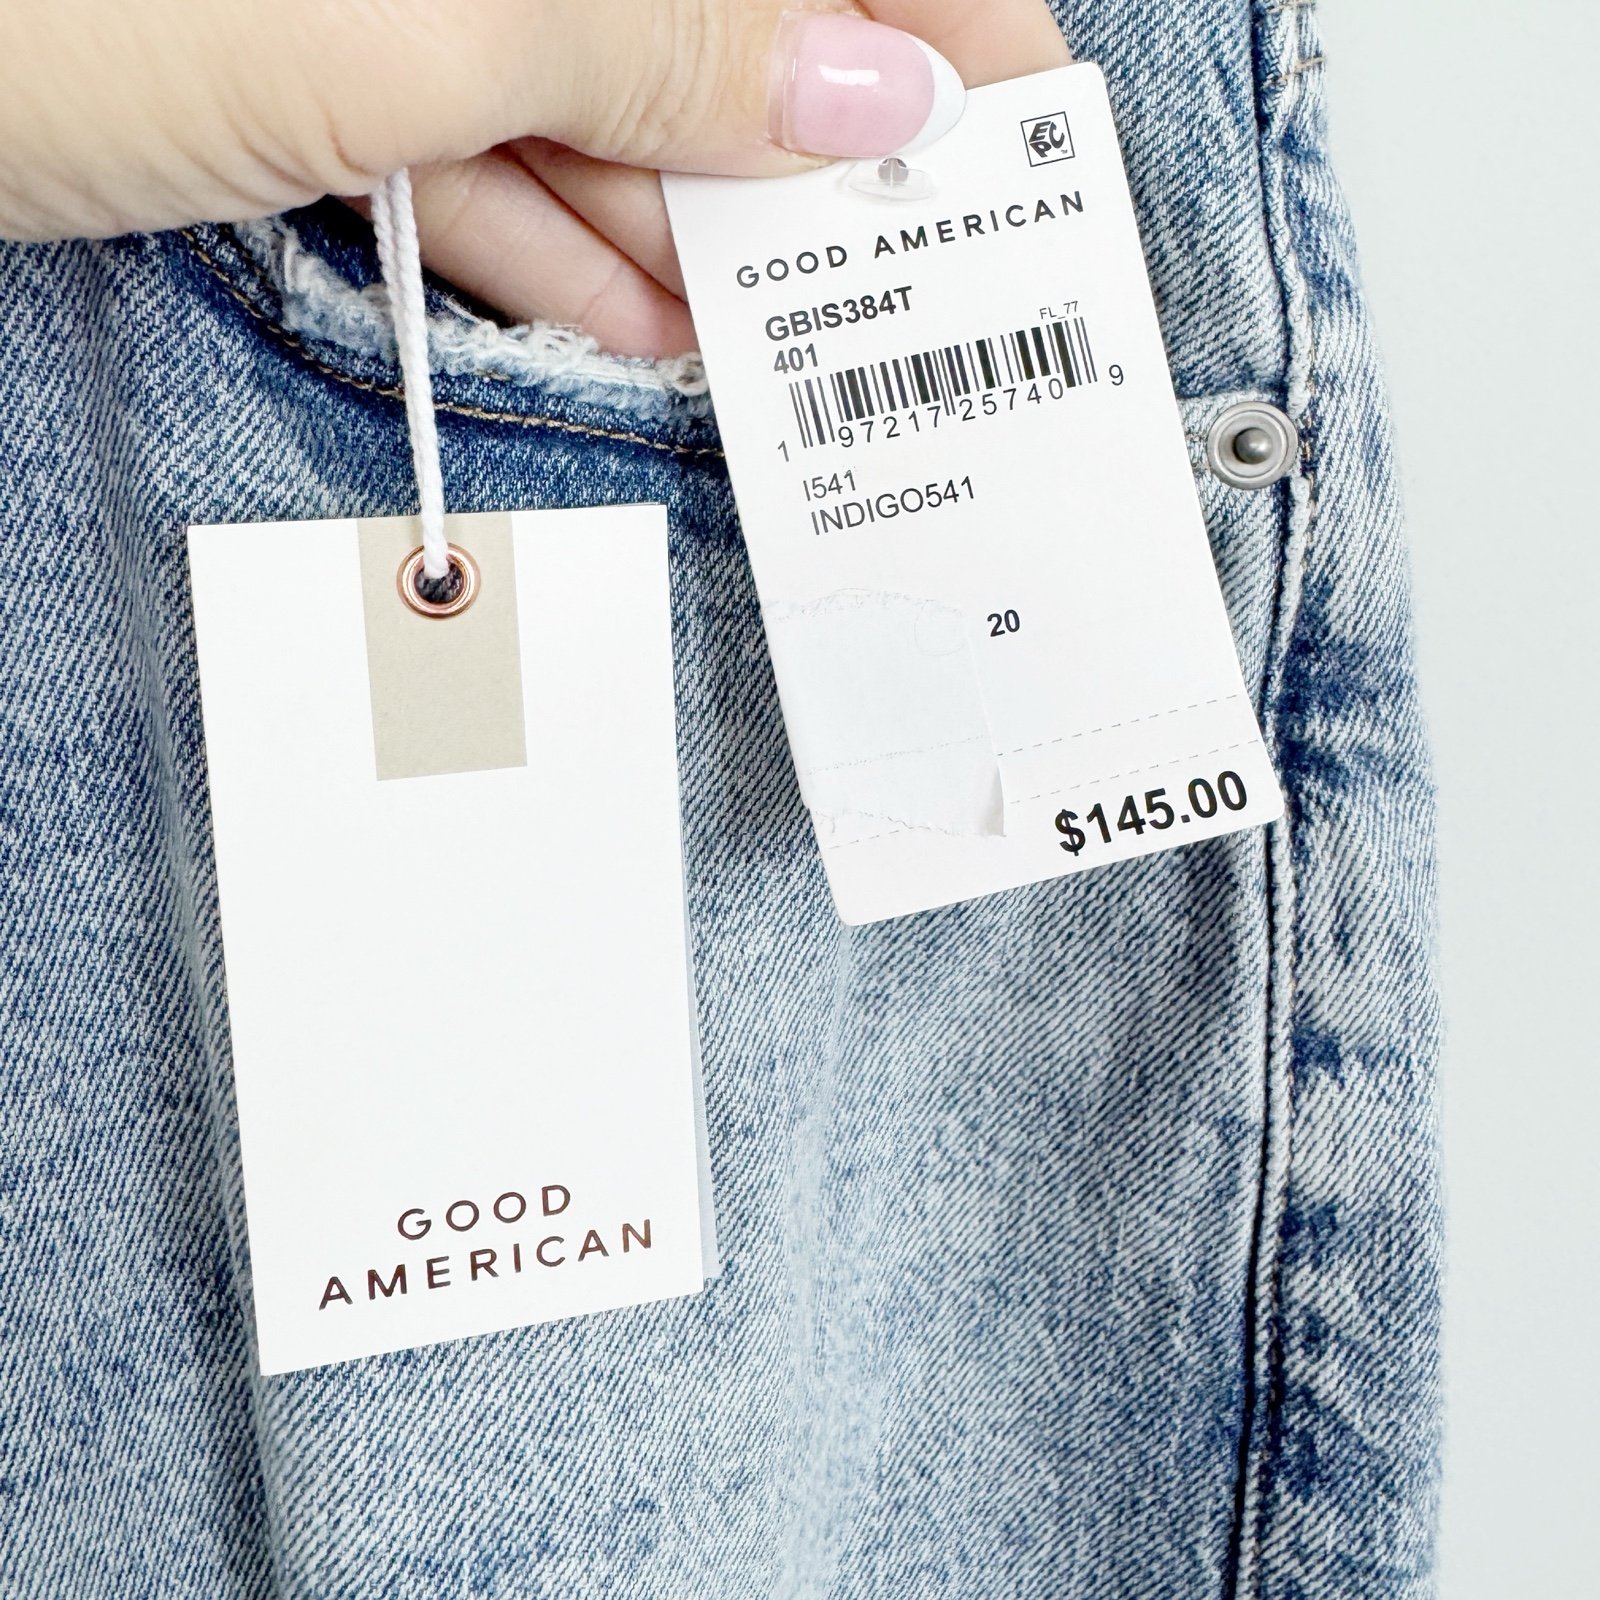 GOOD AMERICAN
GBIS384T
FL_77
401
1 97217 25740 9
I541
INDIGO541
20
$145.00
GOOD
AMERICAN